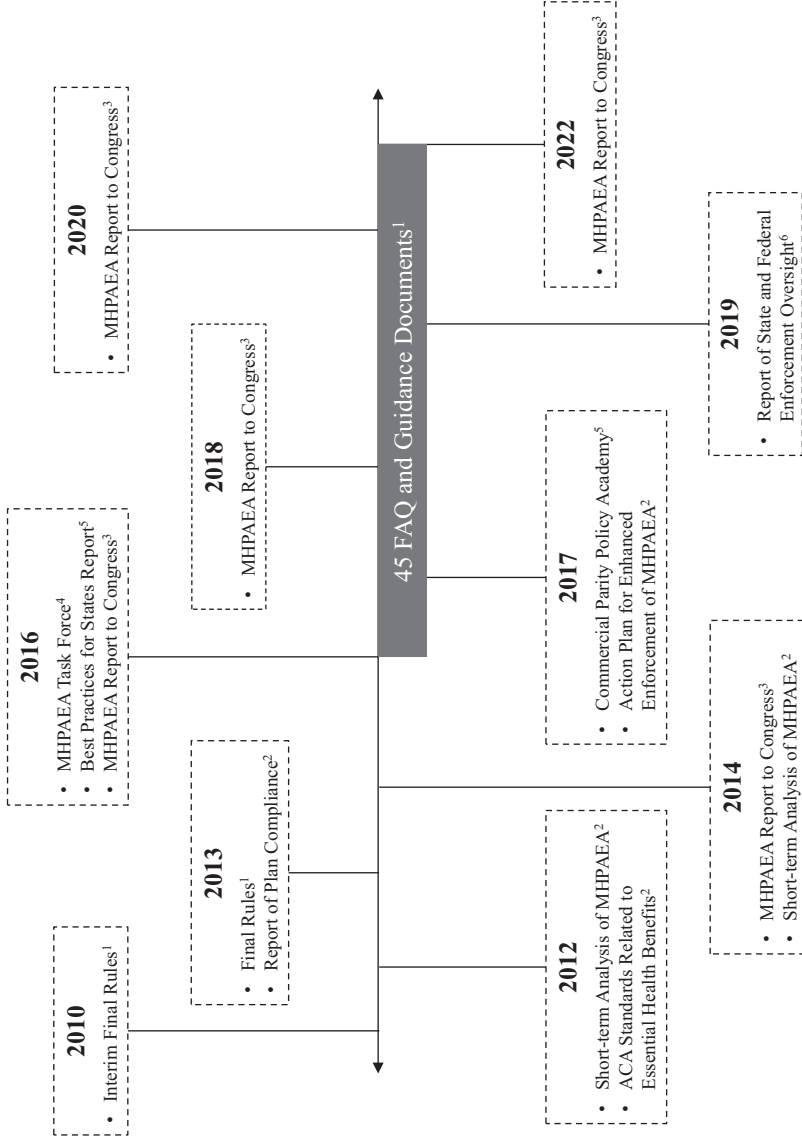 2010
• Interim Final Rules¹
2013
• Final Rules¹
• Report of Plan Compliance²
2016
• MHPAEA Task Force⁴
• Best Practices for States Report⁵
• MHPAEA Report to Congress³
2018
• MHPAEA Report to Congress³
2020
• MHPAEA Report to Congress³
45 FAQ and Guidance Documents¹
2012
• Short-term Analysis of MHPAEA²
• ACA Standards Related to
Essential Health Benefits²
2014
• MHPAEA Report to Congress³
• Short-term Analysis of MHPAEA²
2017
• Commercial Parity Policy Academy⁵
• Action Plan for Enhanced
Enforcement of MHPAEA²
2019
• Report of State and Federal
Enforcement Oversight⁶
2022
• MHPAEA Report to Congress³